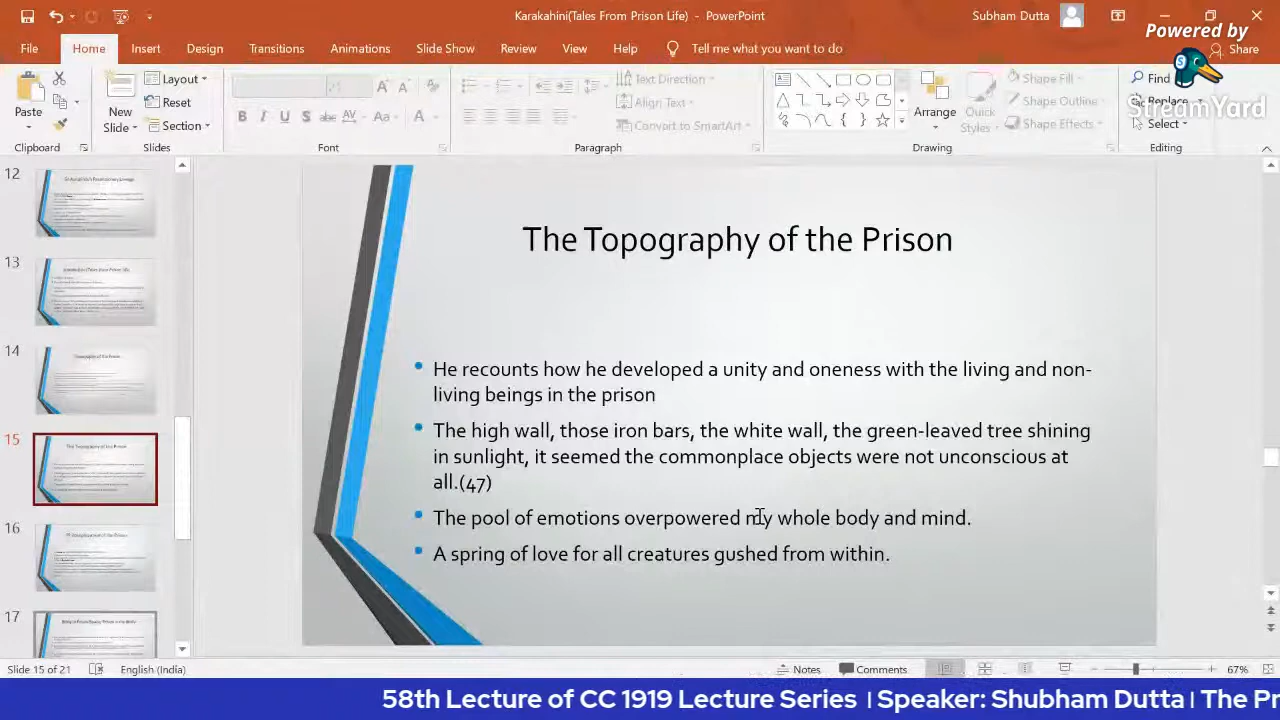 Karakahini(Tales From Prison Life) - PowerPoint
Subham Dutta
Powered by
StreamYard
File Home Insert Design Transitions Animations Slide Show Review View Help Tell me what you want to do Share
Paste
New Slide
Layout
Reset
Section
Text Direction
Align Text
Convert to SmartArt
Arrange
Quick Styles
Shape Fill
Shape Outline
Shape Effects
Find
Replace
Select
Clipboard Slides Font Paragraph Drawing Editing
12
13
14
15
16
17
The Topography of the Prison
• He recounts how he developed a unity and oneness with the living and non-
living beings in the prison
• The high wall, those iron bars, the white wall, the green-leaved tree shining
in sunlight, it seemed the commonplace objects were not unconscious at
all.(47)
• The pool of emotions overpowered my whole body and mind.
• A spring of love for all creatures gushed from within.
Slide 15 of 21 English (India) Notes Comments 67%
58th Lecture of CC 1919 Lecture Series | Speaker: Shubham Dutta | The Pr